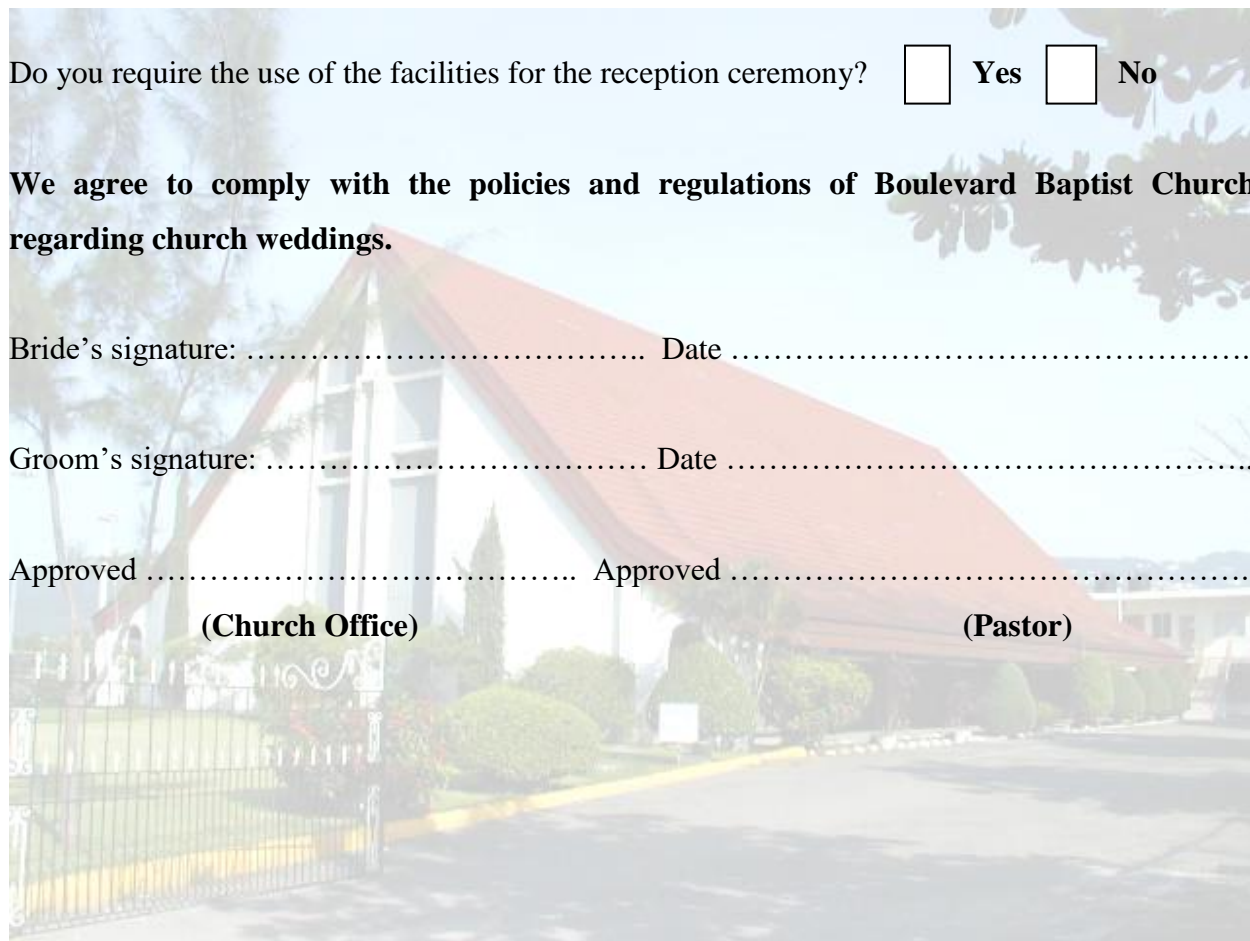 Do you require the use of the facilities for the reception ceremony? Yes No
We agree to comply with the policies and regulations of Boulevard Baptist Church
regarding church weddings.
Bride’s signature: ……………………………….. Date ………………………………………….
Groom’s signature: ……………………………… Date …………………………………………..
Approved ………………………………….. Approved ………………………………………….
(Church Office) (Pastor)